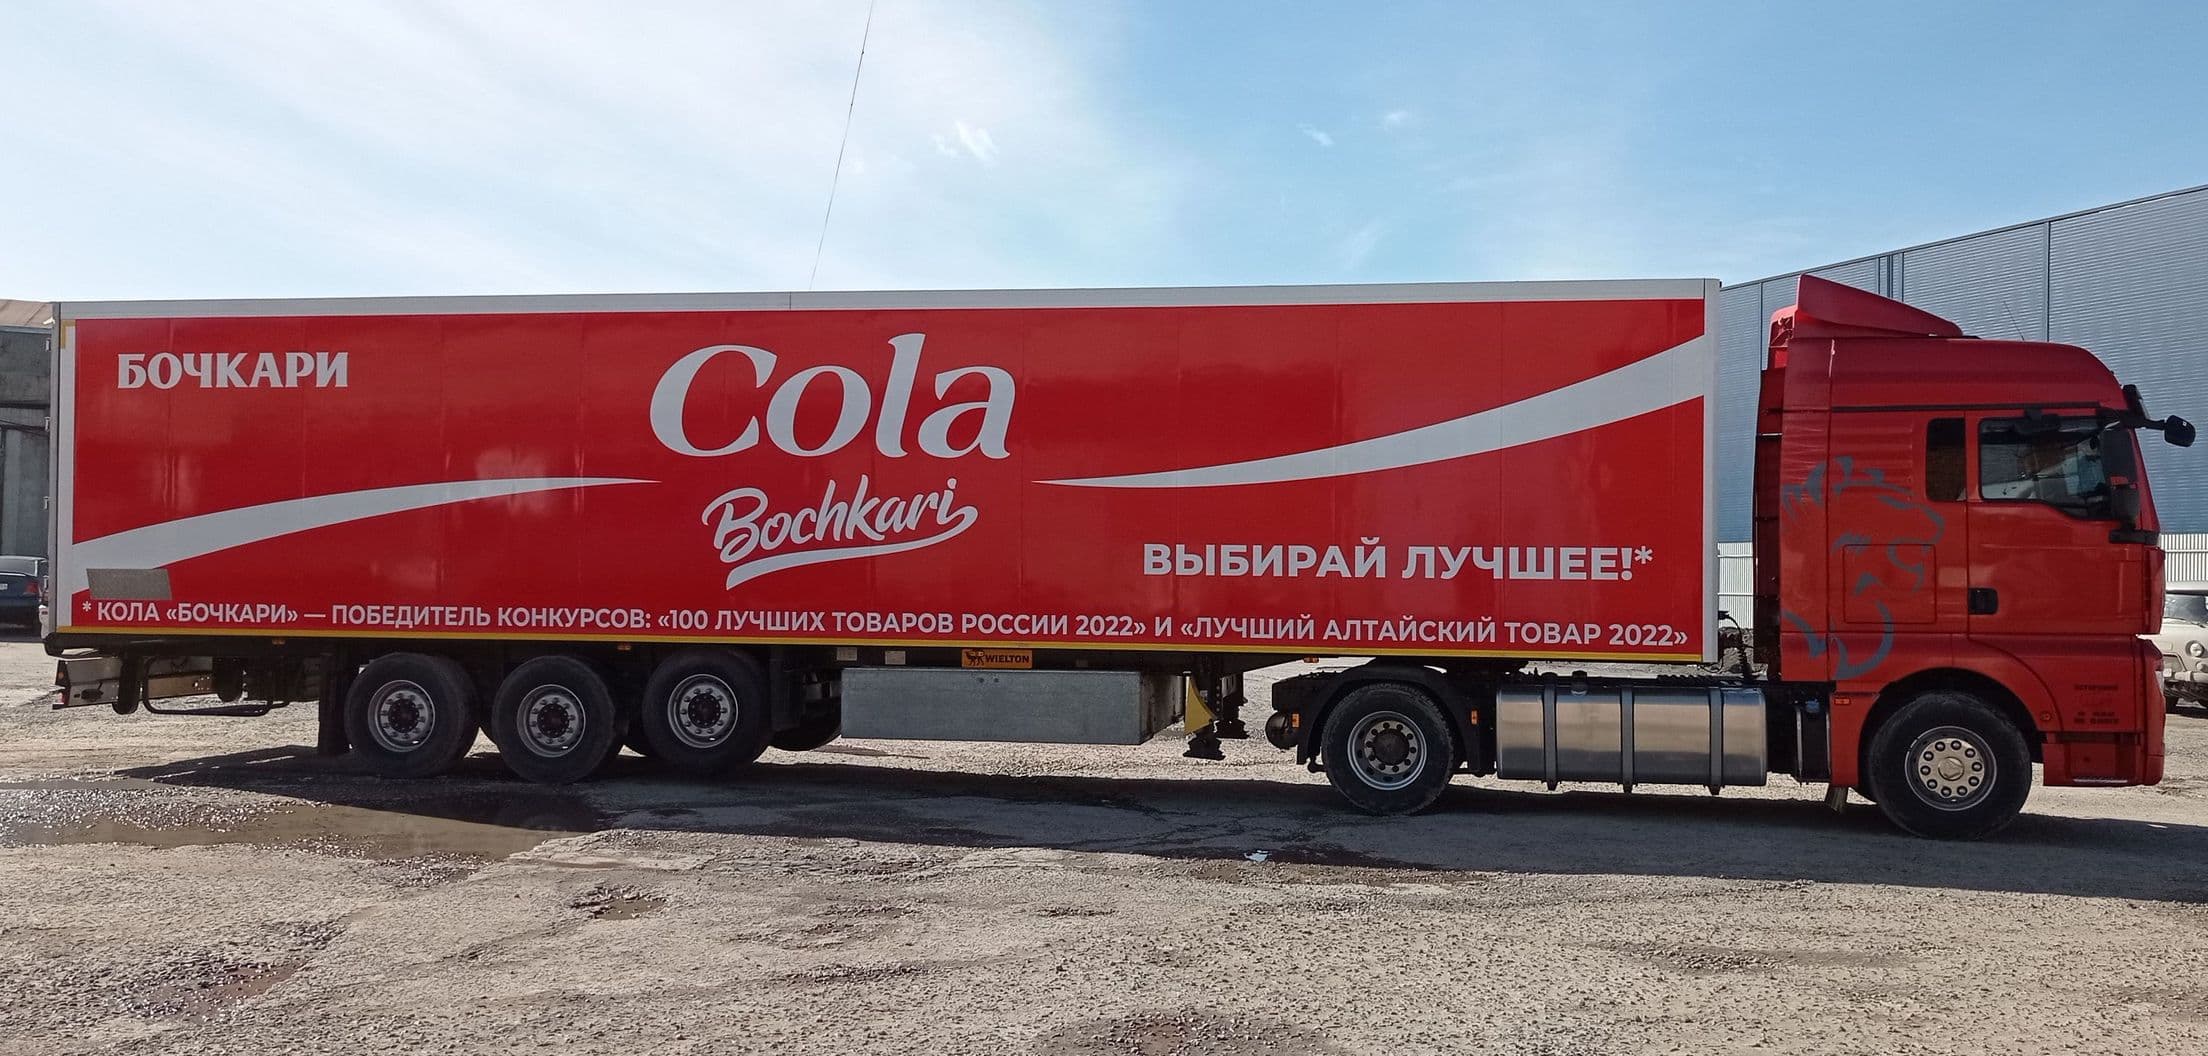 БОЧКАРИ
Cola
Bochkari
ВЫБИРАЙ ЛУЧШЕЕ!*
* КОЛА «БОЧКАРИ» — ПОБЕДИТЕЛЬ КОНКУРСОВ: «100 ЛУЧШИХ ТОВАРОВ РОССИИ 2022» И «ЛУЧШИЙ АЛТАЙСКИЙ ТОВАР 2022»
WIELTON